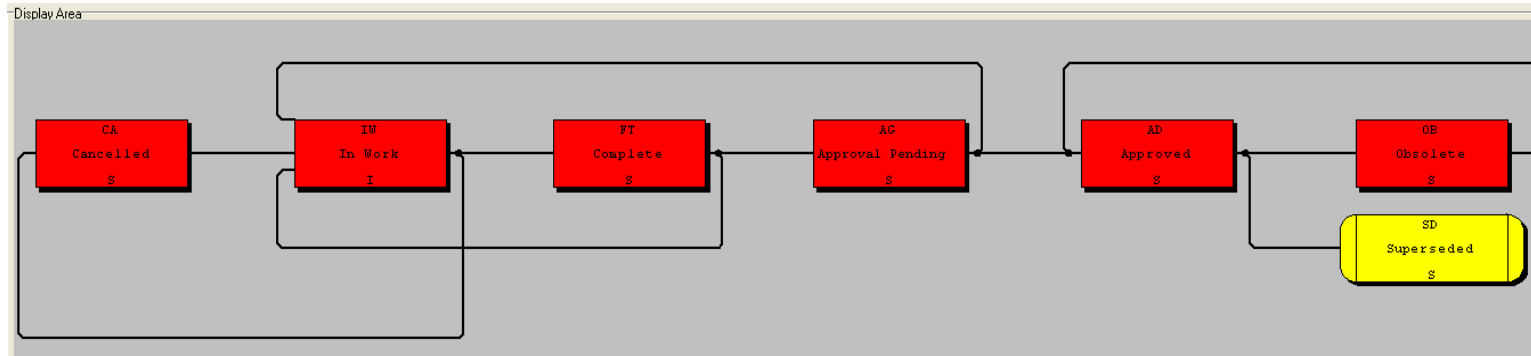 Display Area
CA
Cancelled
S
IW
In Work
I
FT
Complete
S
AG
Approval Pending
S
AD
Approved
S
OB
Obsolete
S
SD
Superseded
S